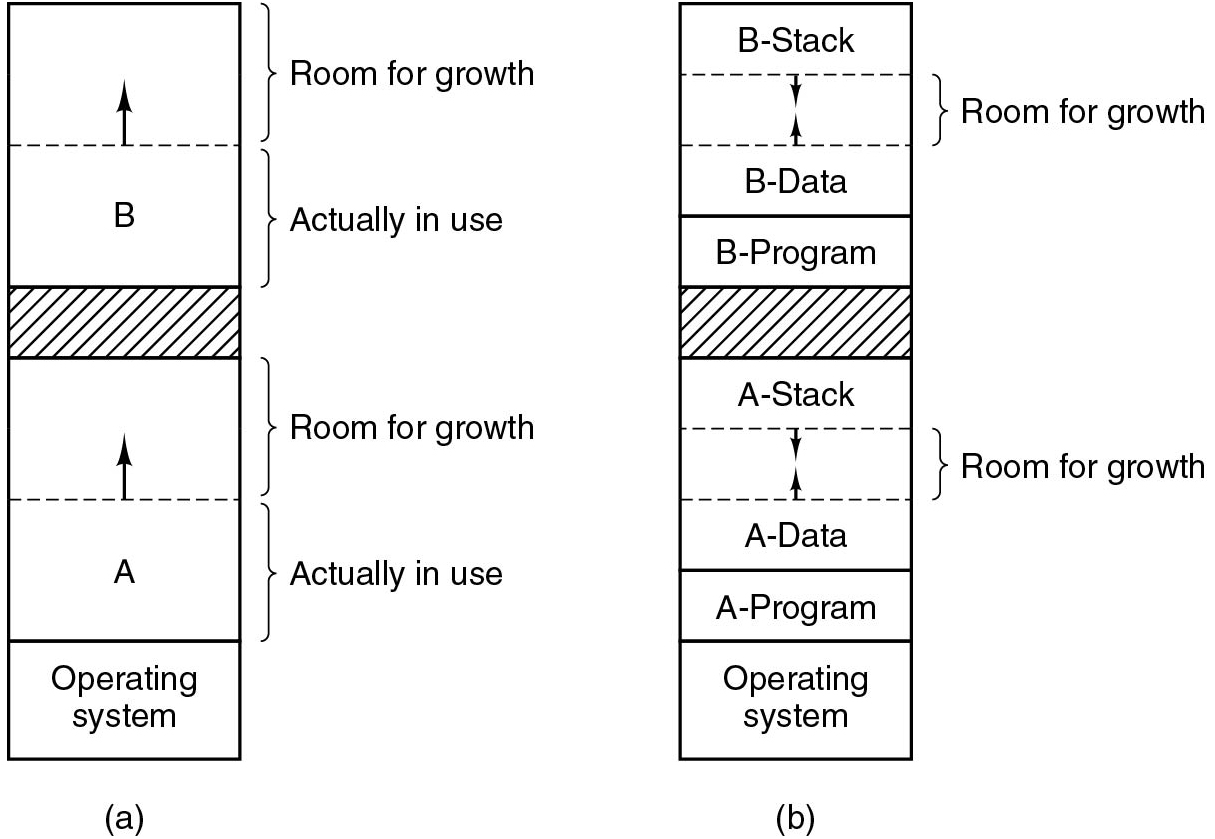 Room for growth
B
Actually in use
Room for growth
A
Actually in use
Operating
system
(a)
B-Stack
Room for growth
B-Data
B-Program
A-Stack
Room for growth
A-Data
A-Program
Operating
system
(b)